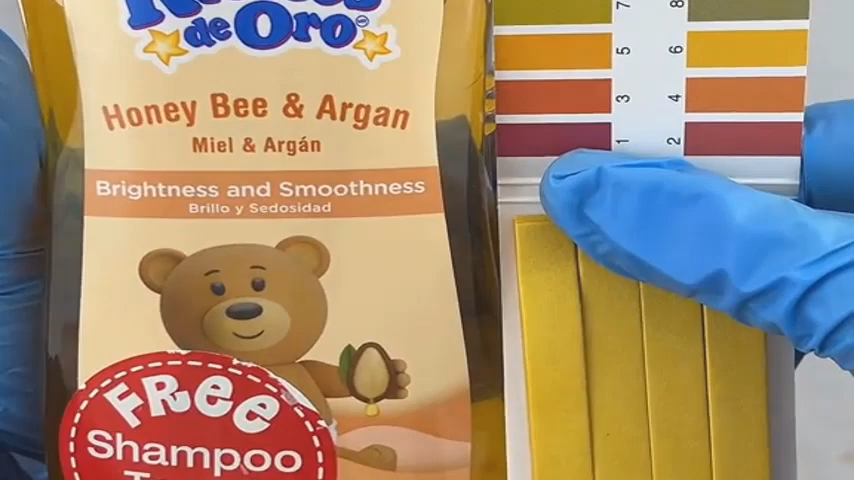 de Oro
Honey Bee & Argan
Miel & Argán
Brightness and Smoothness
Brillo y Sedosidad
FRee
SHAMPOO
7 8
5 6
3 4
1 2